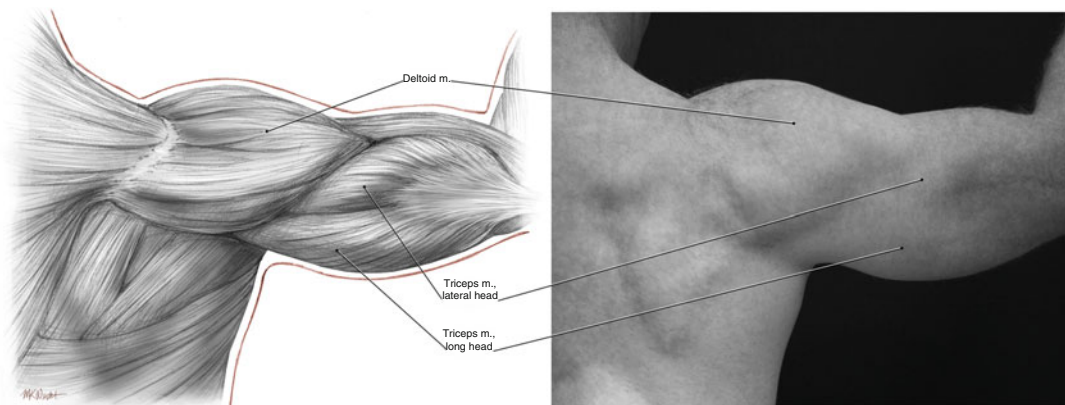 Deltoid m.
Triceps m.,
lateral head
Triceps m.,
long head